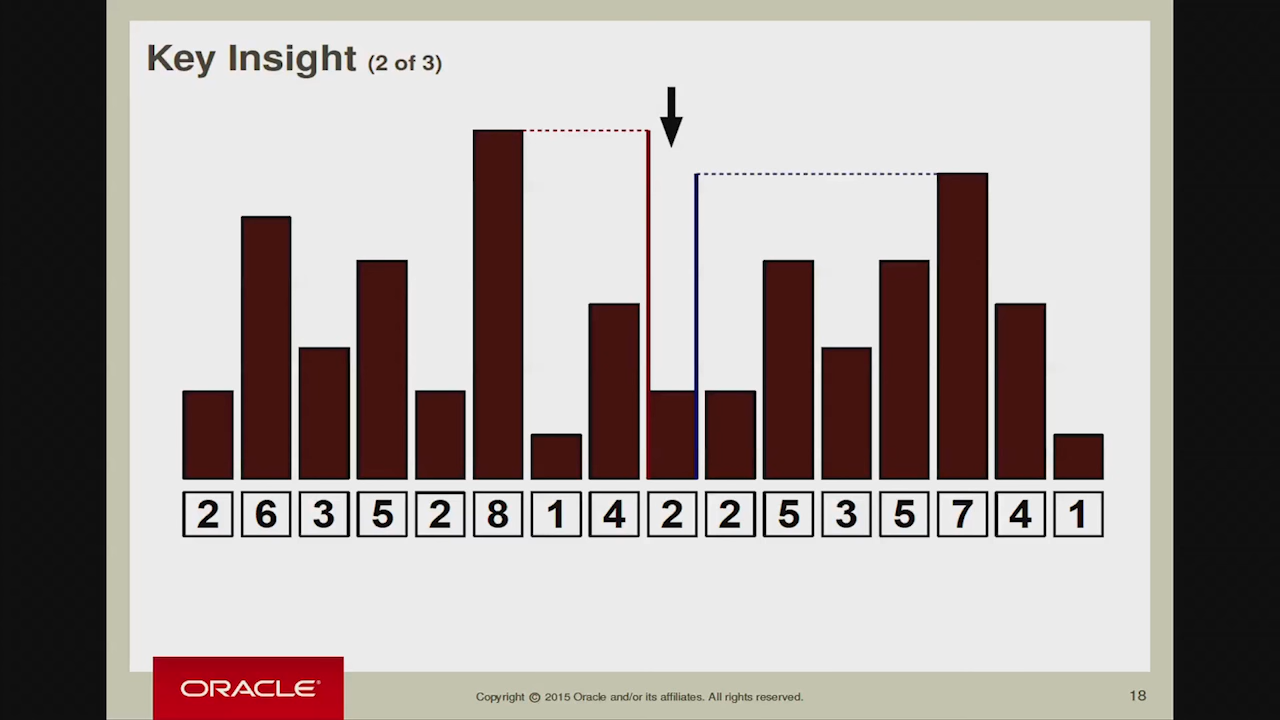 Key Insight (2 of 3)
2 6 3 5 2 8 1 4 2 2 5 3 5 7 4 1
ORACLE®
Copyright © 2015 Oracle and/or its affiliates. All rights reserved.
18